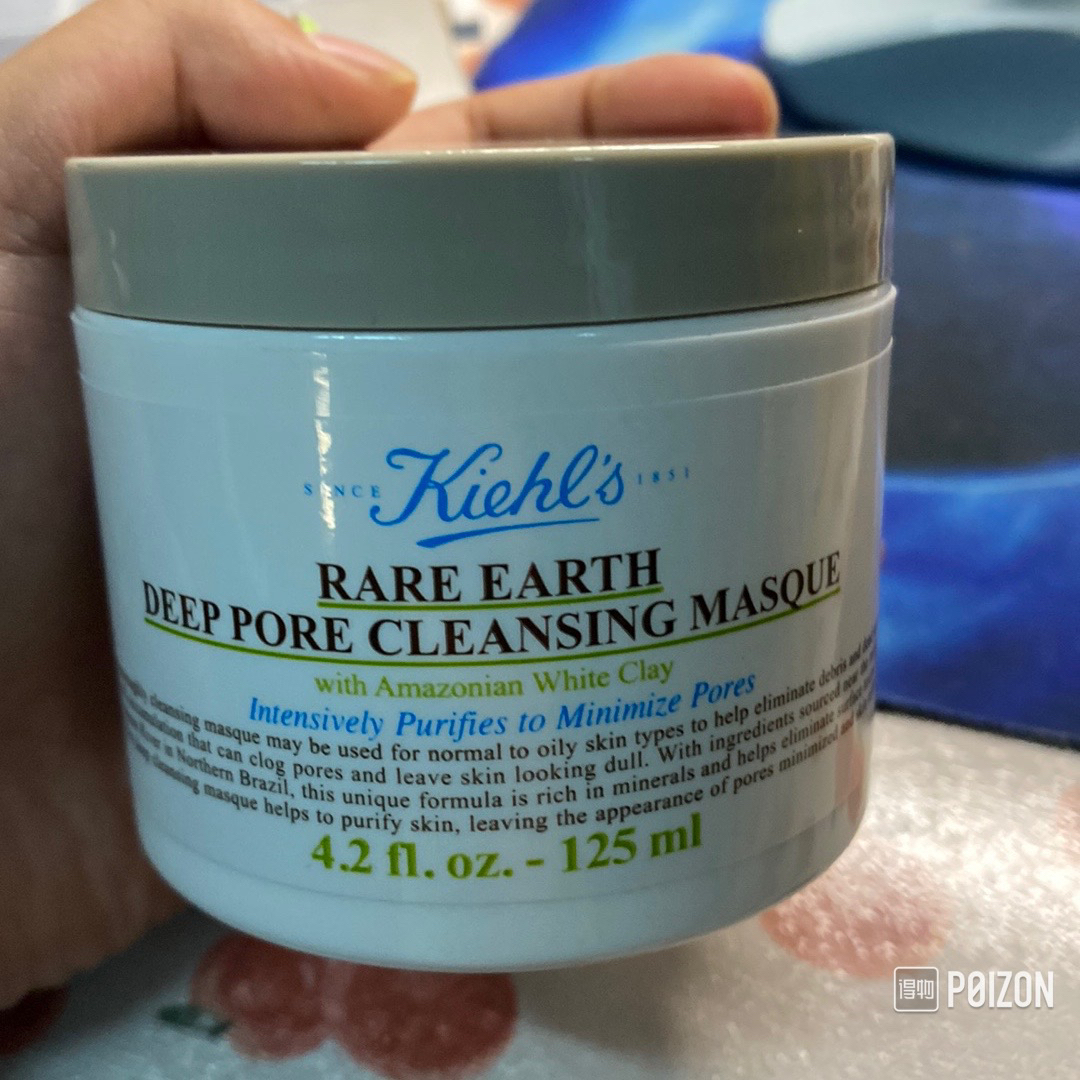 SINCE Kiehl's 1851
RARE EARTH
DEEP PORE CLEANSING MASQUE
with Amazonian White Clay
Intensively Purifies to Minimize Pores
cleansing masque may be used for normal to oily skin types to help eliminate debris and
that can clog pores and leave skin looking dull. With ingredients sourced near the
in Northern Brazil, this unique formula is rich in minerals and helps eliminate surface
cleansing masque helps to purify skin, leaving the appearance of pores minimized and
4.2 fl. oz. - 125 ml
得物 POIZON